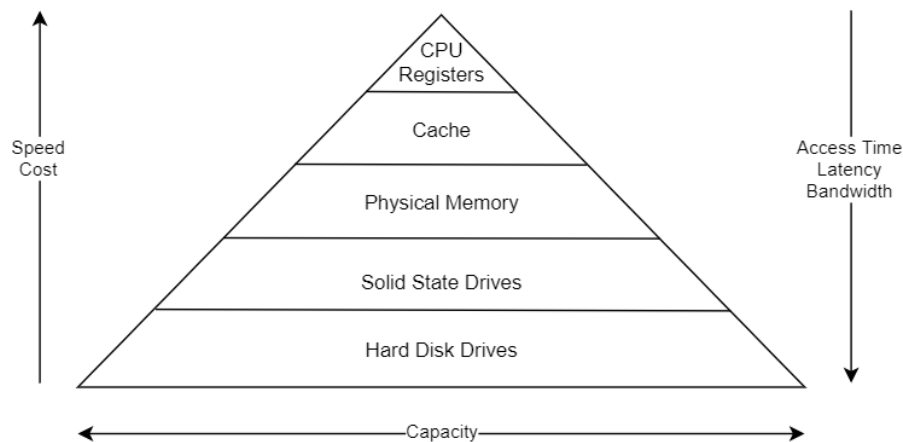 CPU
Registers
Cache
Speed
Cost
Access Time
Latency
Bandwidth
Physical Memory
Solid State Drives
Hard Disk Drives
Capacity